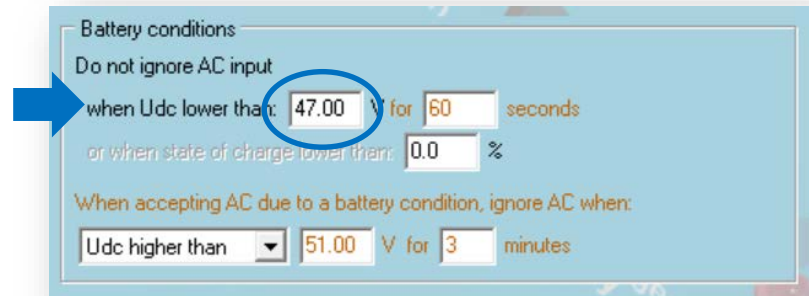 Battery conditions
Do not ignore AC input
when Udc lower than: 47.00 V for 60 seconds
or when state of charge lower than: 0.0 %
When accepting AC due to a battery condition, ignore AC when:
Udc higher than 51.00 V for 3 minutes